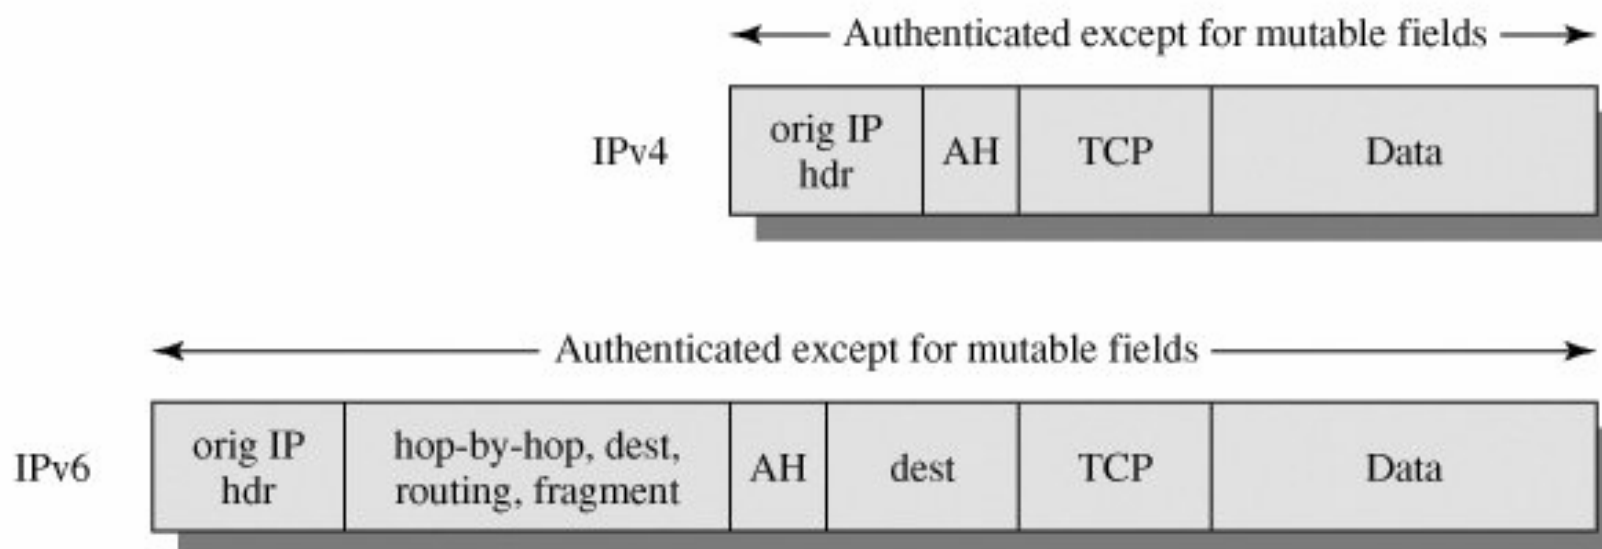 Authenticated except for mutable fields
IPv4
orig IP
hdr
AH
TCP
Data
Authenticated except for mutable fields
IPv6
orig IP
hdr
hop-by-hop, dest,
routing, fragment
AH
dest
TCP
Data